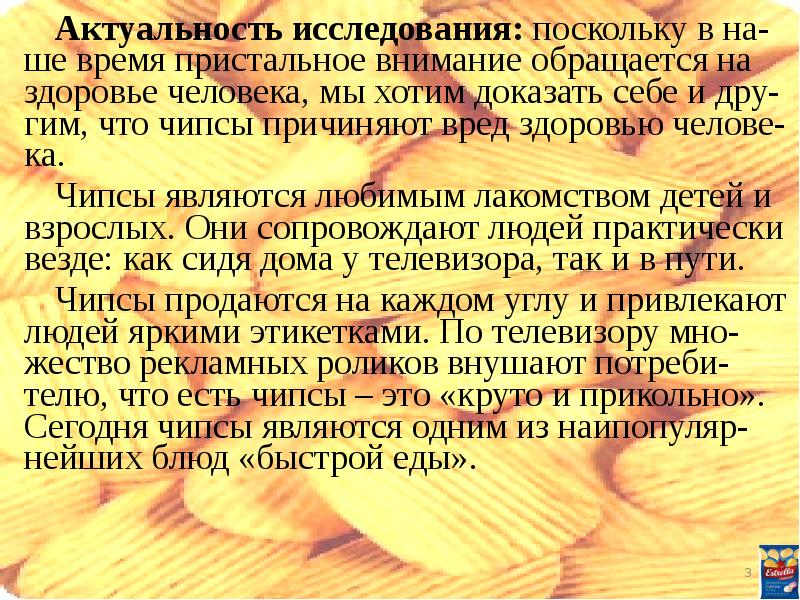 Актуальность исследования: поскольку в на-
ше время пристальное внимание обращается на
здоровье человека, мы хотим доказать себе и дру-
гим, что чипсы причиняют вред здоровью челове-
ка.
Чипсы являются любимым лакомством детей и
взрослых. Они сопровождают людей практически
везде: как сидя дома у телевизора, так и в пути.
Чипсы продаются на каждом углу и привлекают
людей яркими этикетками. По телевизору мно-
жество рекламных роликов внушают потреби-
телю, что есть чипсы – это «круто и прикольно».
Сегодня чипсы являются одним из наипопуляр-
нейших блюд «быстрой еды».
3
Estrella